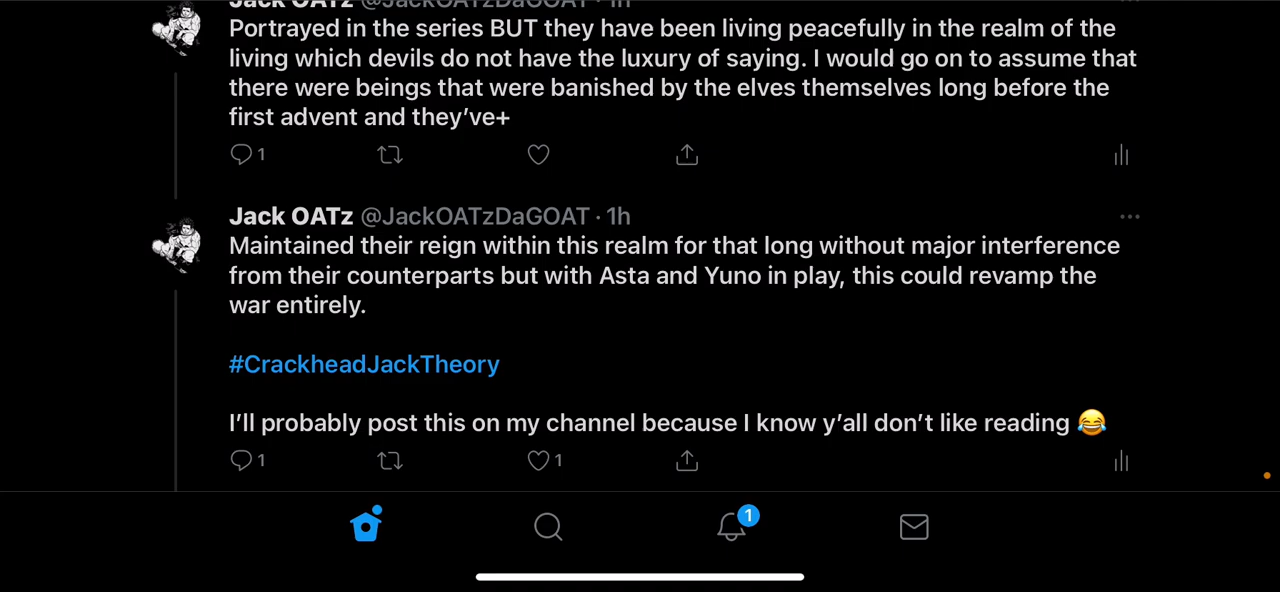 Jack OATz @JackOATzDaGOAT · 1h
Portrayed in the series BUT they have been living peacefully in the realm of the
living which devils do not have the luxury of saying. I would go on to assume that
there were beings that were banished by the elves themselves long before the
first advent and they’ve+
1
Jack OATz @JackOATzDaGOAT · 1h
Maintained their reign within this realm for that long without major interference
from their counterparts but with Asta and Yuno in play, this could revamp the
war entirely.
#CrackheadJackTheory
I’ll probably post this on my channel because I know y’all don’t like reading 😂
1 1
1